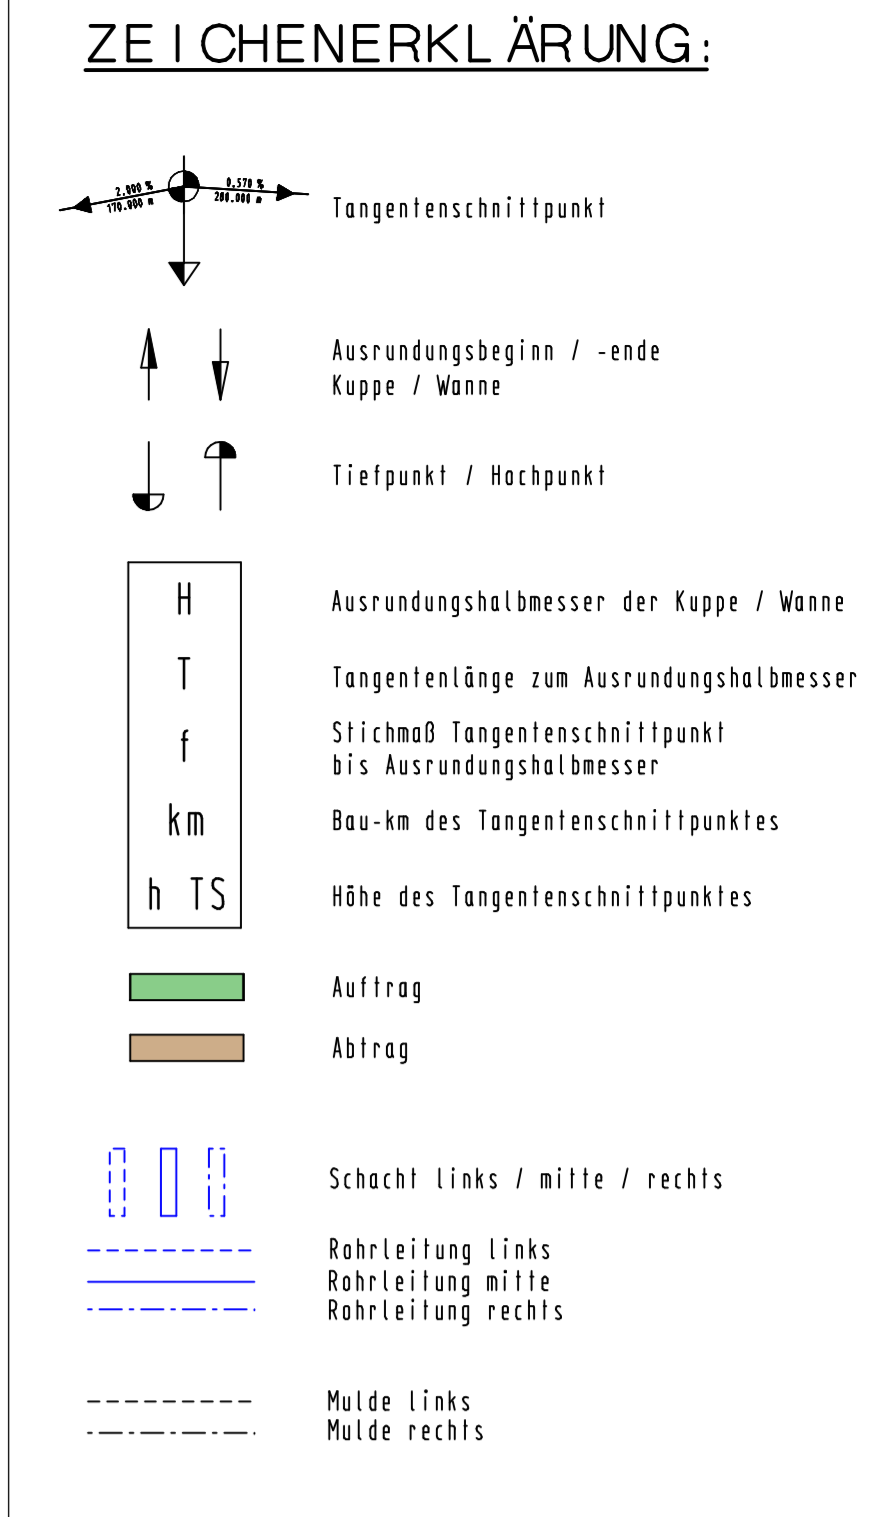 ZEICHENERKLÄRUNG:
2.000 % 0.570 %
170.000 m 200.000 m
Tangentenschnittpunkt
Ausrundungsbeginn / -ende
Kuppe / Wanne
Tiefpunkt / Hochpunkt
H Ausrundungshalbmesser der Kuppe / Wanne
T Tangentenlänge zum Ausrundungshalbmesser
f Stichmaß Tangentenschnittpunkt
bis Ausrundungshalbmesser
km Bau-km des Tangentenschnittpunktes
h TS Höhe des Tangentenschnittpunktes
Auftrag
Abtrag
Schacht links / mitte / rechts
Rohrleitung links
Rohrleitung mitte
Rohrleitung rechts
Mulde links
Mulde rechts